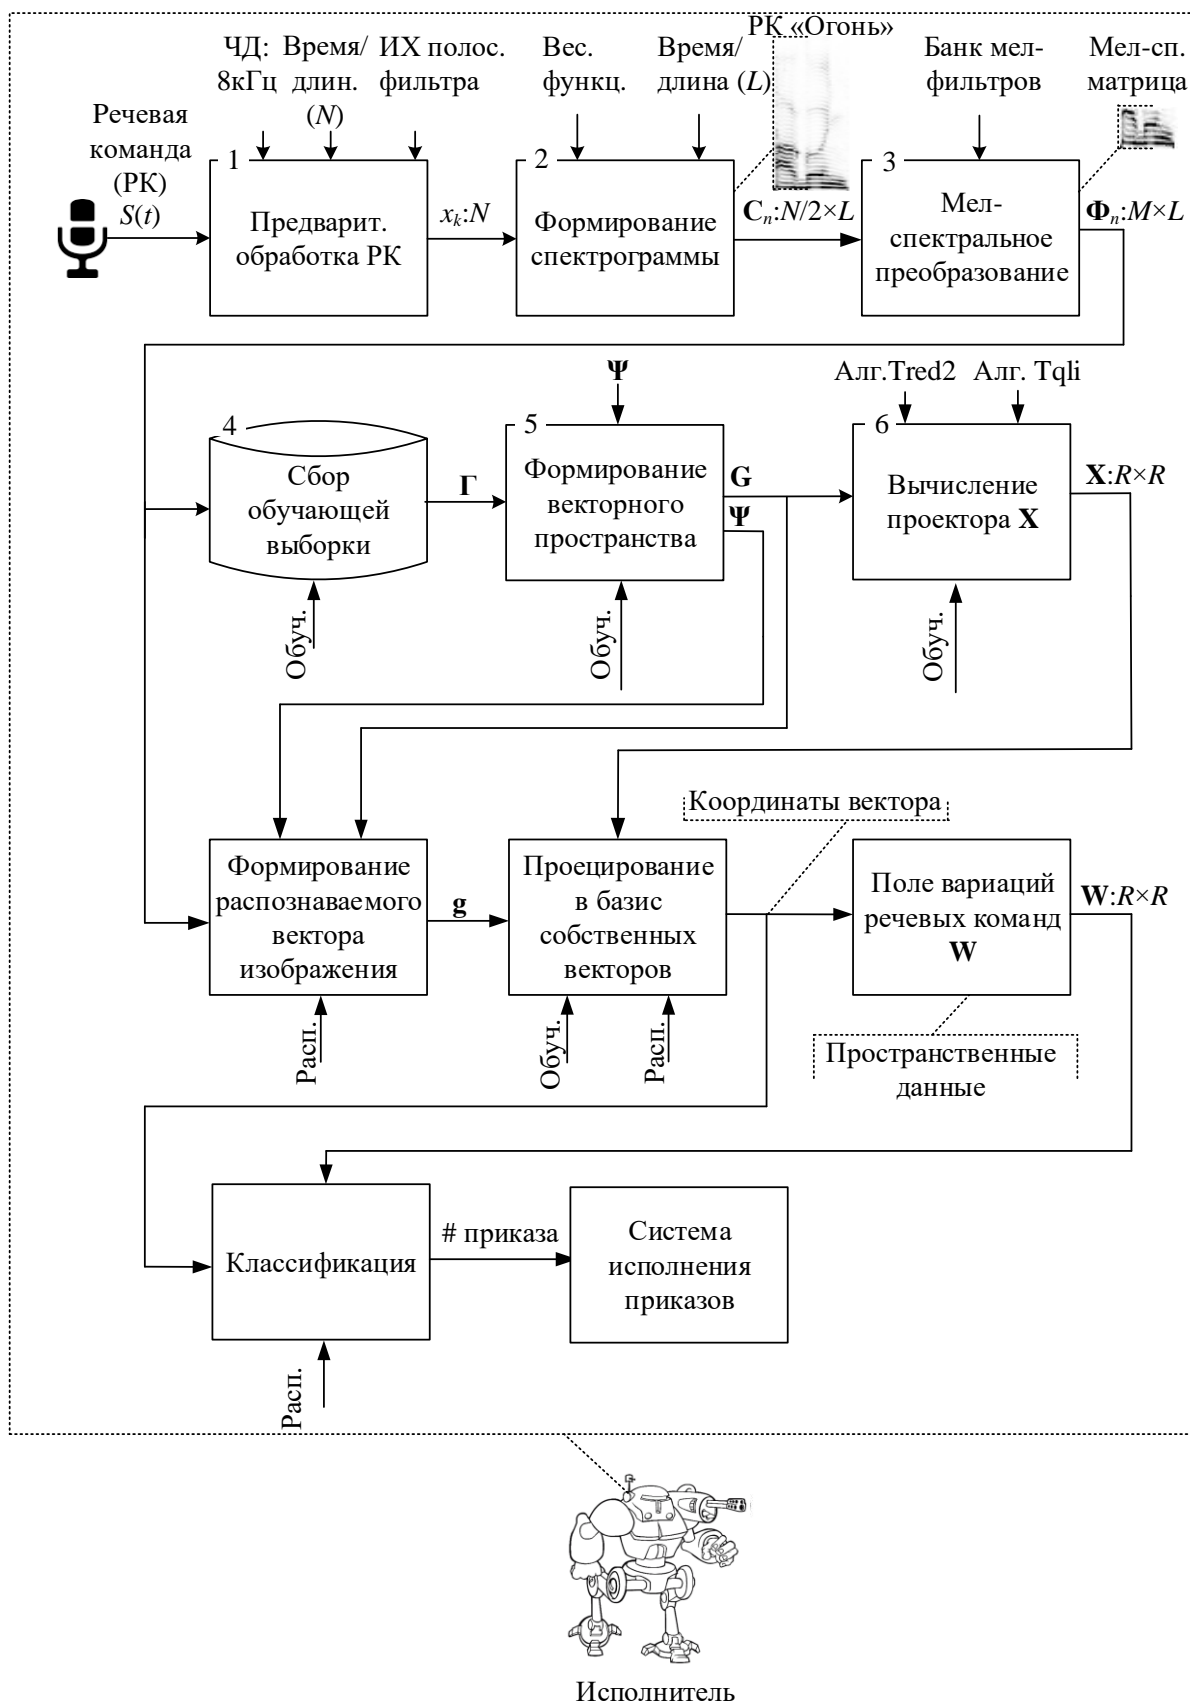 РК «Огонь»
ЧД:
8кГц
Время/
длин.
(N)
ИХ полос.
фильтра
Вес.
функц.
Время/
длина (L)
Банк мел-
фильтров
Мел-сп.
матрица
Речевая
команда
(РК)
S(t)
1
Предварит.
обработка РК
xk:N
2
Формирование
спектрограммы
Cn:N/2×L
3
Мел-
спектральное
преобразование
Φn:M×L
4
Сбор
обучающей
выборки
Обуч.
Γ
Ψ
5
Формирование
векторного
пространства
Обуч.
G
Ψ
Алг.Tred2
Алг. Tqli
6
Вычисление
проектора X
Обуч.
X:R×R
Формирование
распознаваемого
вектора
изображения
Расп.
g
Проецирование
в базис
собственных
векторов
Обуч.
Расп.
Координаты вектора
Поле вариаций
речевых команд
W
W:R×R
Пространственные
данные
Классификация
Расп.
# приказа
Система
исполнения
приказов
Исполнитель